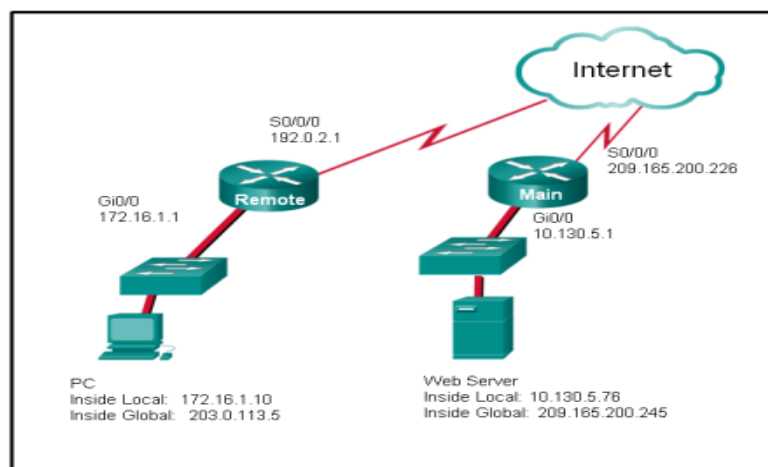 Internet
S0/0/0
192.0.2.1
S0/0/0
209.165.200.226
Remote
Main
Gi0/0
172.16.1.1
Gi0/0
10.130.5.1
PC
Inside Local: 172.16.1.10
Inside Global: 203.0.113.5
Web Server
Inside Local: 10.130.5.76
Inside Global: 209.165.200.245